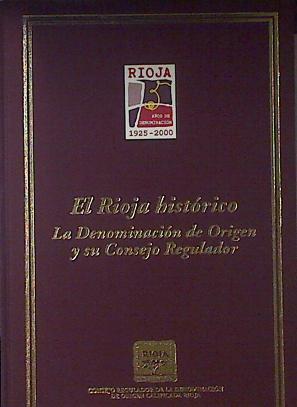 RIOJA
75
AÑOS DE
DENOMINACIÓN
1925-2000
El Rioja histórico
La Denominación de Origen
y su Consejo Regulador
RIOJA
CONSEJO REGULADOR DE LA DENOMINACIÓN
DE ORIGEN CALIFICADA RIOJA